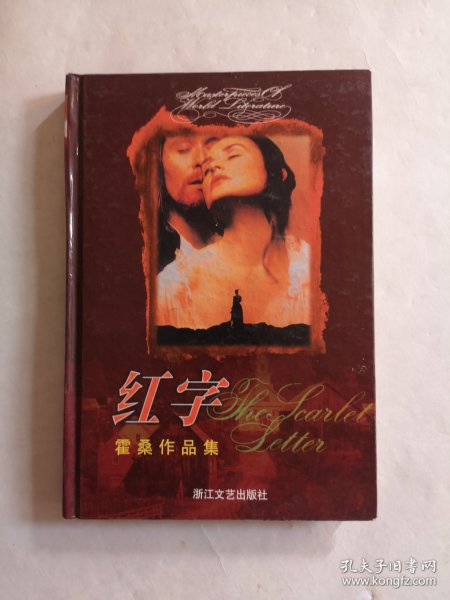 Masterpieces Of
World Literature
红字
The Scarlet
Letter
霍桑作品集
浙江文艺出版社
孔夫子旧书网
www.kongfz.com